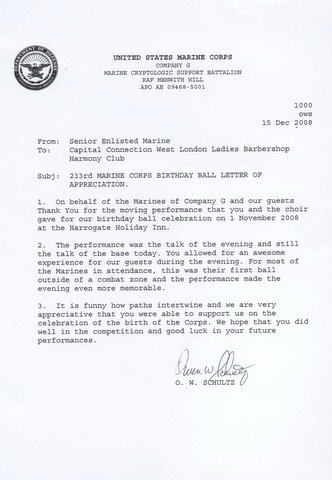 UNITED STATES MARINE CORPS
COMPANY G
MARINE CRYPTOLOGIC SUPPORT BATTALION
RAF MENWITH HILL
APO AE 09468-5001
1000
ows
15 Dec 2008
From: Senior Enlisted Marine
To: Capital Connection West London Ladies Barbershop
Harmony Club
Subj: 233rd MARINE CORPS BIRTHDAY BALL LETTER OF
APPRECIATION.
1. On behalf of the Marines of Company G and our guests
Thank You for the moving performance that you and the choir
gave for our birthday ball celebration on 1 November 2008
at the Harrogate Holiday Inn.
2. The performance was the talk of the evening and still
the talk of the base today. You allowed for an awesome
experience for our guests during the evening. For most of
the Marines in attendance, this was their first ball
outside of a combat zone and the performance made the
evening even more memorable.
3. It is funny how paths intertwine and we are very
appreciative that you were able to support us on the
celebration of the birth of the Corps. We hope that you did
well in the competition and good luck in your future
performances.
Owen W Schultz
O. W. SCHULTZ